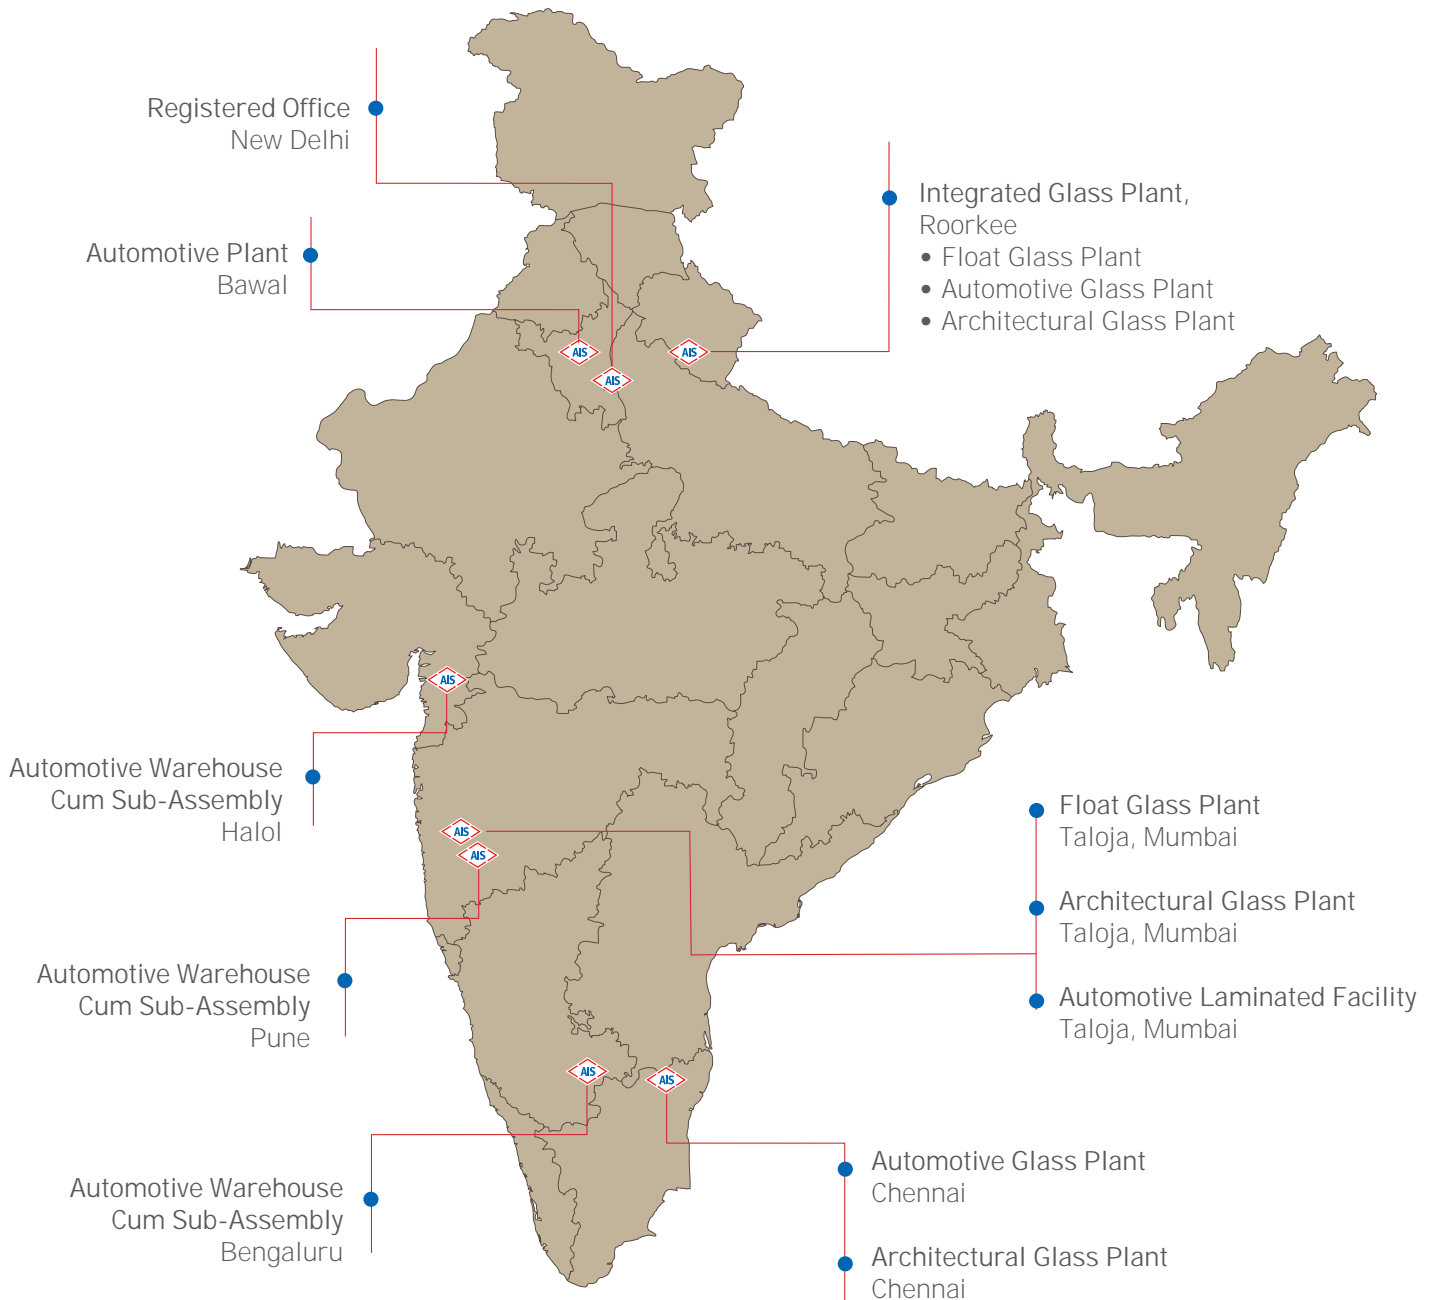 Registered Office
New Delhi
Automotive Plant
Bawal
Integrated Glass Plant,
Roorkee
• Float Glass Plant
• Automotive Glass Plant
• Architectural Glass Plant
AIS
AIS
AIS
AIS
Automotive Warehouse
Cum Sub-Assembly
Halol
AIS
AIS
Float Glass Plant
Taloja, Mumbai
Architectural Glass Plant
Taloja, Mumbai
Automotive Laminated Facility
Taloja, Mumbai
Automotive Warehouse
Cum Sub-Assembly
Pune
AIS
AIS
Automotive Warehouse
Cum Sub-Assembly
Bengaluru
Automotive Glass Plant
Chennai
Architectural Glass Plant
Chennai